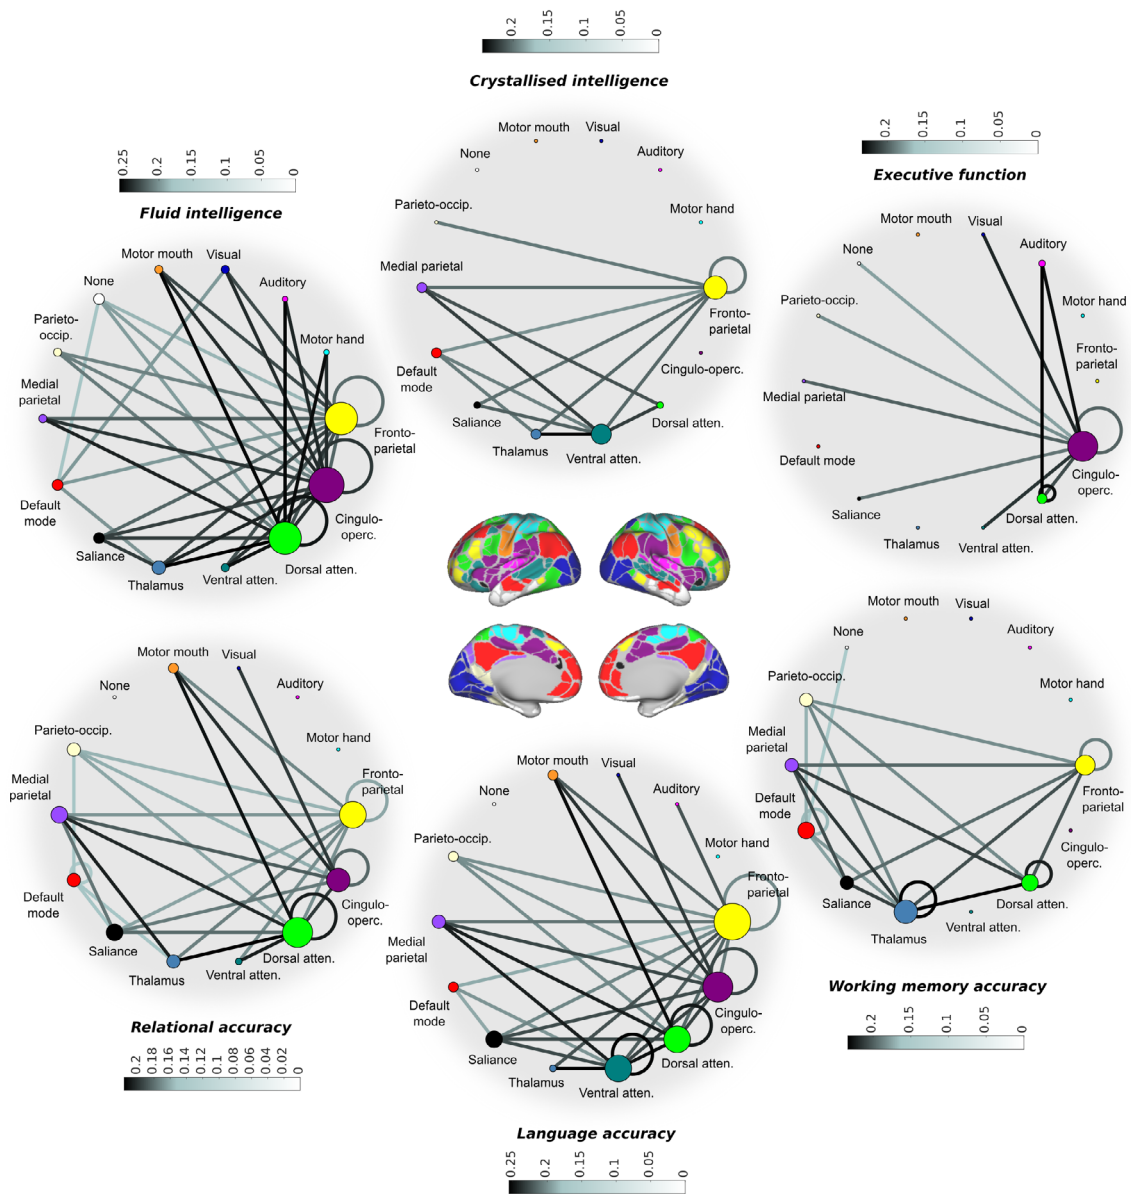 0.2
0.15
0.1
0.05
0
Crystallised intelligence
Motor mouth
Visual
None
Auditory
Parieto-occip.
Motor hand
Medial parietal
Fronto-
parietal
Default
mode
Cingulo-operc.
Saliance
Dorsal atten.
Thalamus
Ventral atten.
0.25
0.2
0.15
0.1
0.05
0
Fluid intelligence
Motor mouth
Visual
None
Auditory
Parieto-
occip.
Motor hand
Medial
parietal
Fronto-
parietal
Default
mode
Cingulo-
operc.
Saliance
Dorsal atten.
Thalamus
Ventral atten.
0.2
0.15
0.1
0.05
0
Executive function
Motor mouth
Visual
None
Auditory
Parieto-occip.
Motor hand
Medial parietal
Fronto-
parietal
Default mode
Cingulo-
operc.
Saliance
Dorsal atten.
Thalamus
Ventral atten.
Motor mouth
Visual
None
Auditory
Parieto-occip.
Motor hand
Medial
parietal
Fronto-
parietal
Default
mode
Cingulo-
operc.
Saliance
Dorsal atten.
Thalamus
Ventral atten.
Relational accuracy
0.2
0.18
0.16
0.14
0.12
0.1
0.08
0.06
0.04
0.02
0
Motor mouth
Visual
None
Auditory
Parieto-occip.
Motor hand
Medial
parietal
Fronto-
parietal
Default
mode
Cingulo-
operc.
Saliance
Dorsal atten.
Thalamus
Ventral atten.
Language accuracy
0.25
0.2
0.15
0.1
0.05
0
Motor mouth
Visual
None
Auditory
Parieto-occip.
Motor hand
Medial
parietal
Fronto-
parietal
Default
mode
Cingulo-
operc.
Saliance
Dorsal atten.
Thalamus
Ventral atten.
Working memory accuracy
0.2
0.15
0.1
0.05
0